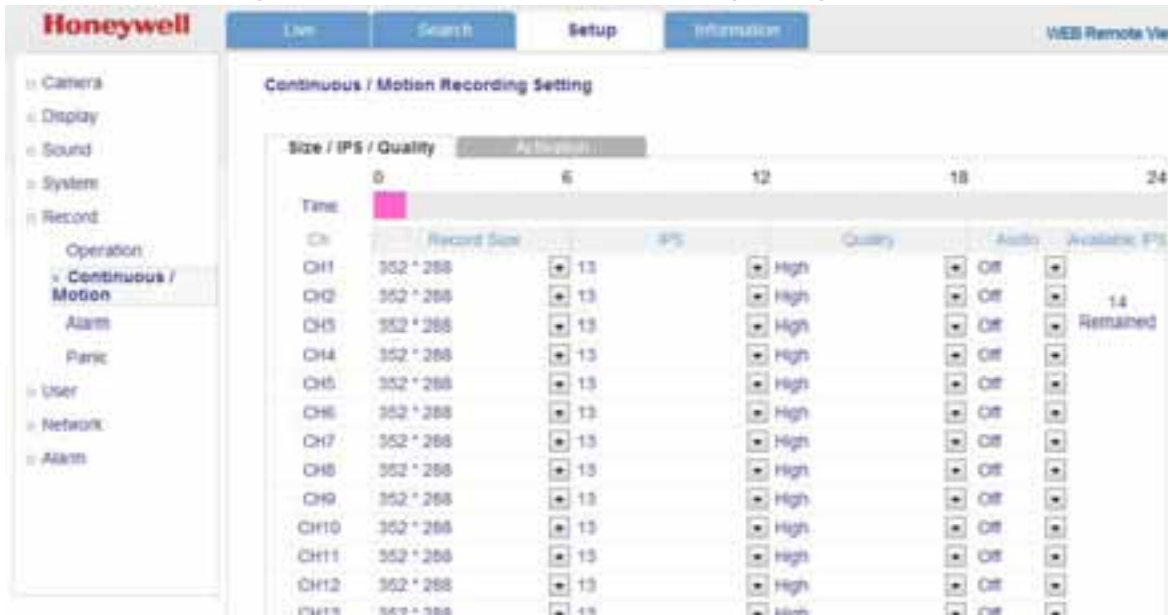 Honeywell
Live Search Setup Information WEB Remote
Camera
Display
Sound
System
Record
Operation
Continuous / Motion
Alarm
Panic
User
Network
Alarm
Continuous / Motion Recording Setting
Size / IPS / Quality Activation
0 6 12 18 24
Time
Ch Record Size IPS Quality Audio Available IPS
CH1 352 * 288 13 High Off
CH2 352 * 288 13 High Off
CH3 352 * 288 13 High Off
CH4 352 * 288 13 High Off
CH5 352 * 288 13 High Off
CH6 352 * 288 13 High Off
CH7 352 * 288 13 High Off
CH8 352 * 288 13 High Off
CH9 352 * 288 13 High Off
CH10 352 * 288 13 High Off
CH11 352 * 288 13 High Off
CH12 352 * 288 13 High Off
CH13 352 * 288 13 High Off
14
Remained